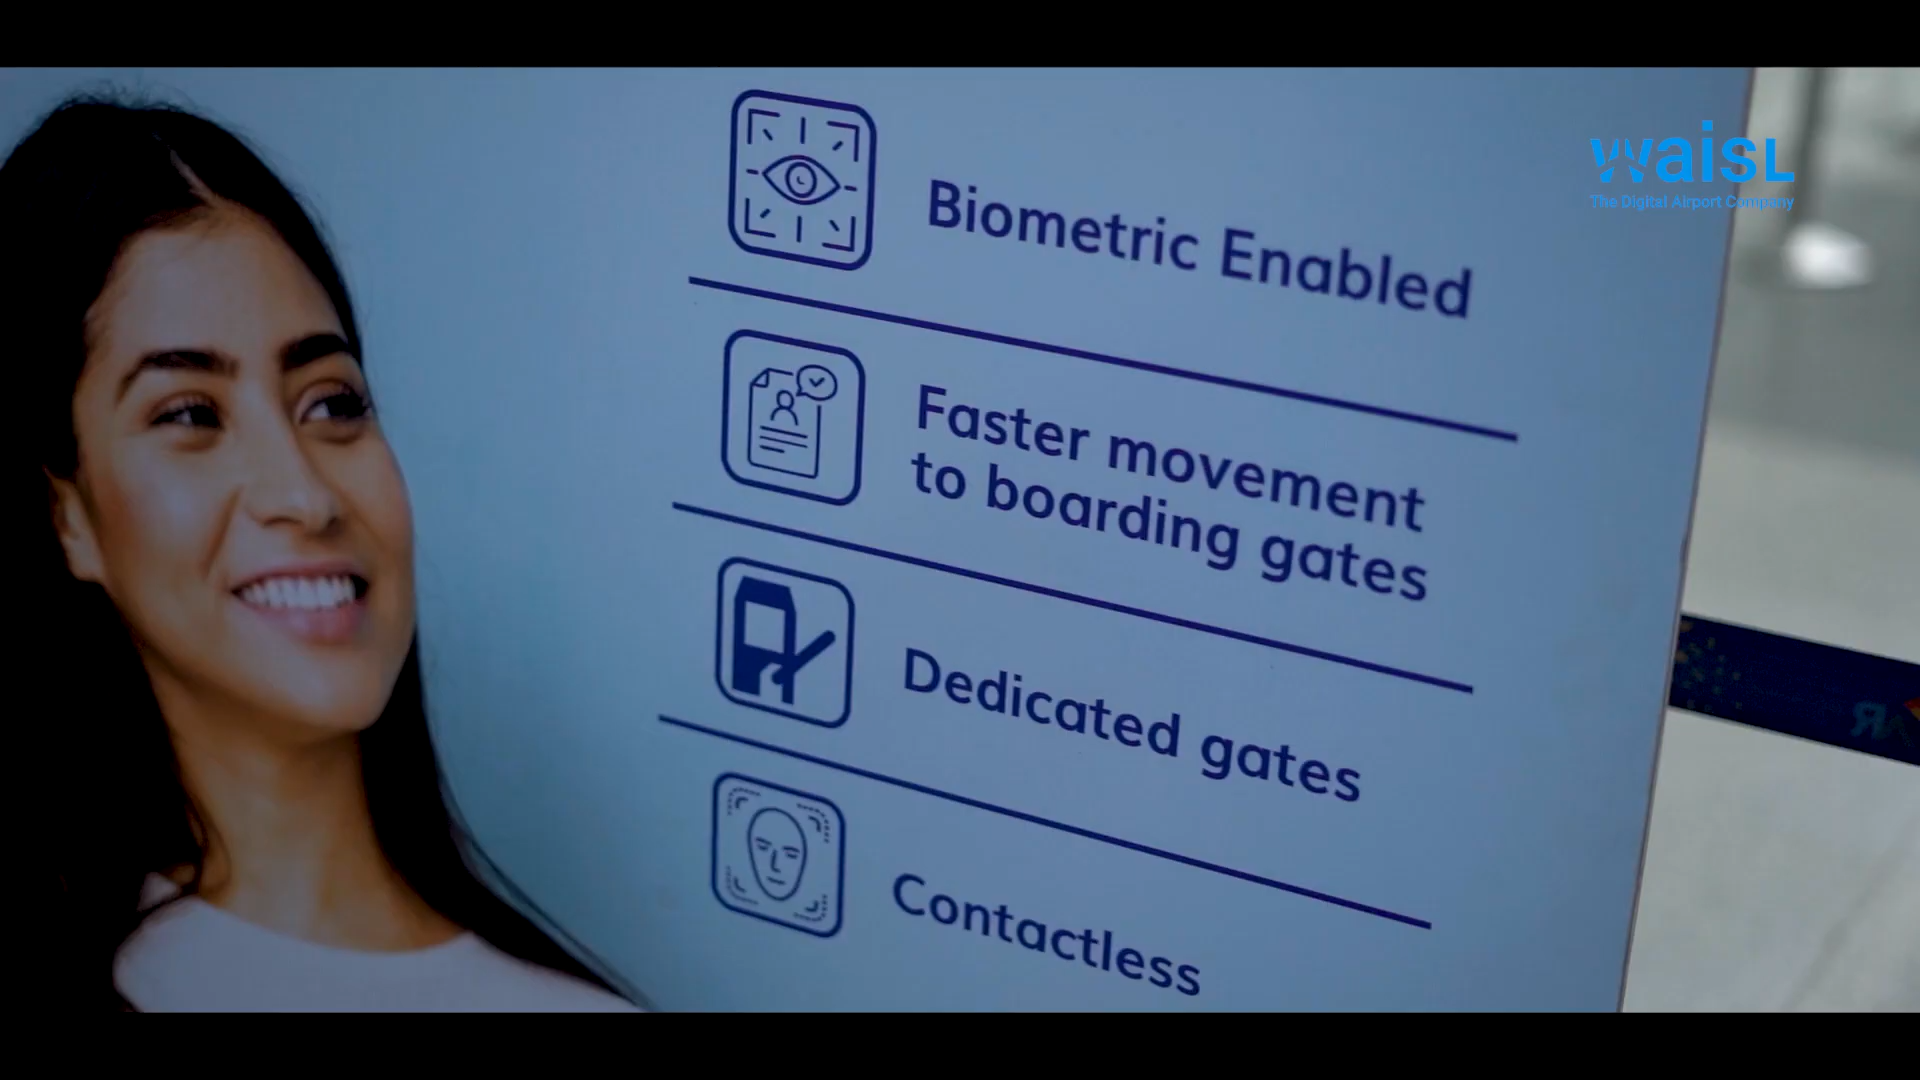 waisl
The Digital Airport Company
Biometric Enabled
Faster movement
to boarding gates
Dedicated gates
Contactless